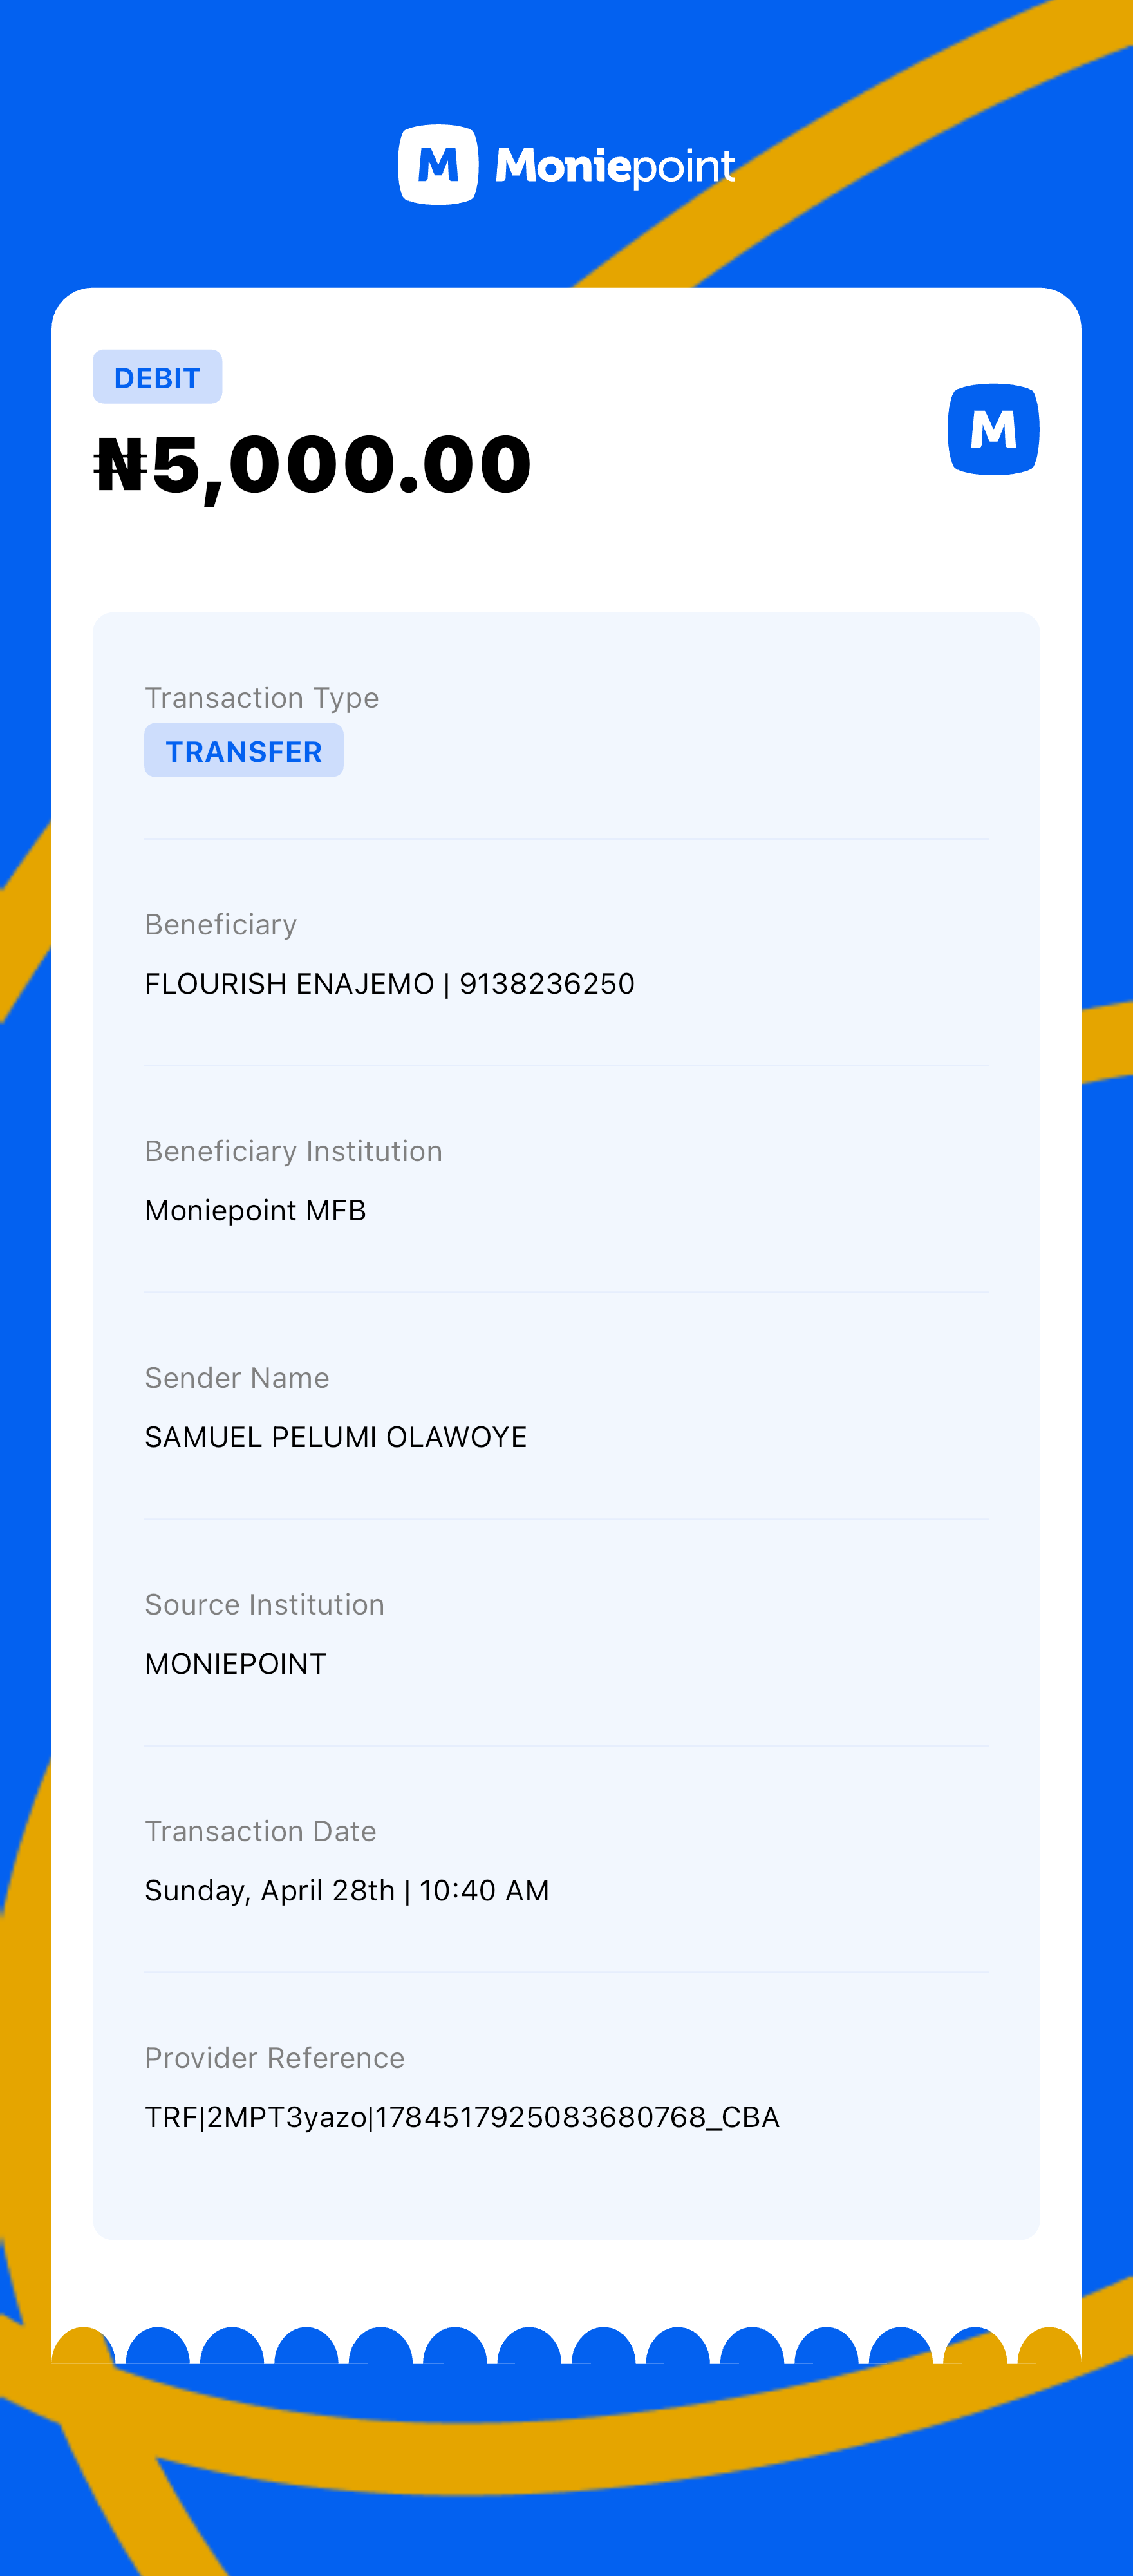 M Moniepoint
DEBIT
₦5,000.00
M
Transaction Type
TRANSFER
Beneficiary
FLOURISH ENAJEMO | 9138236250
Beneficiary Institution
Moniepoint MFB
Sender Name
SAMUEL PELUMI OLAWOYE
Source Institution
MONIEPOINT
Transaction Date
Sunday, April 28th | 10:40 AM
Provider Reference
TRF|2MPT3yazo|1784517925083680768_CBA